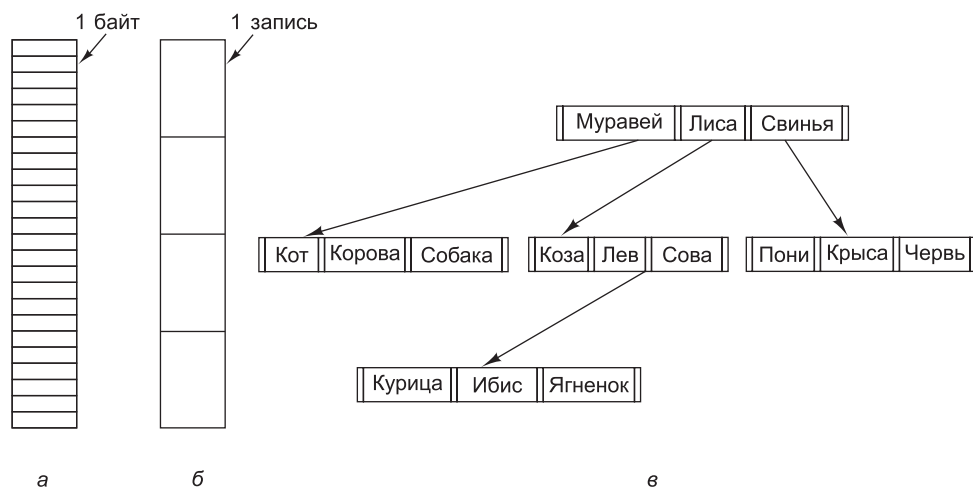 1 байт
1 запись
Муравей Лиса Свинья
Кот Корова Собака
Коза Лев Сова
Пони Крыса Червь
Курица Ибис Ягненок
а
б
в